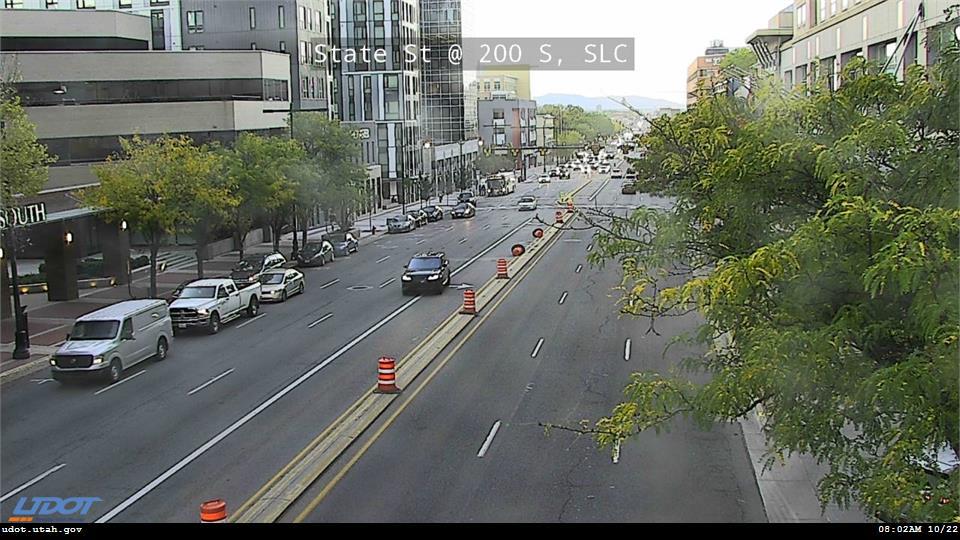 State St @ 200 S, SLC
SOUTH
UDOT
udot.utah.gov
08:02AM 10/22